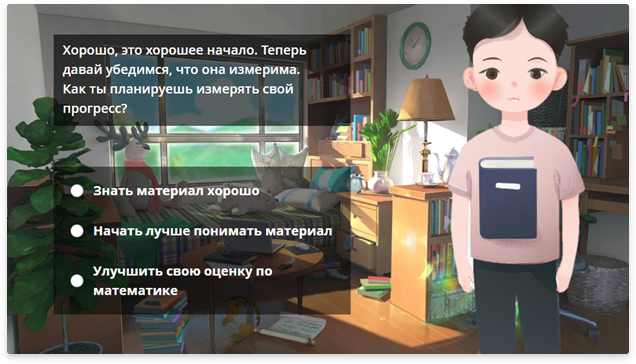 Хорошо, это хорошее начало. Теперь
давай убедимся, что она измерима.
Как ты планируешь измерять свой
прогресс?
Знать материал хорошо
Начать лучше понимать материал
Улучшить свою оценку по
математике